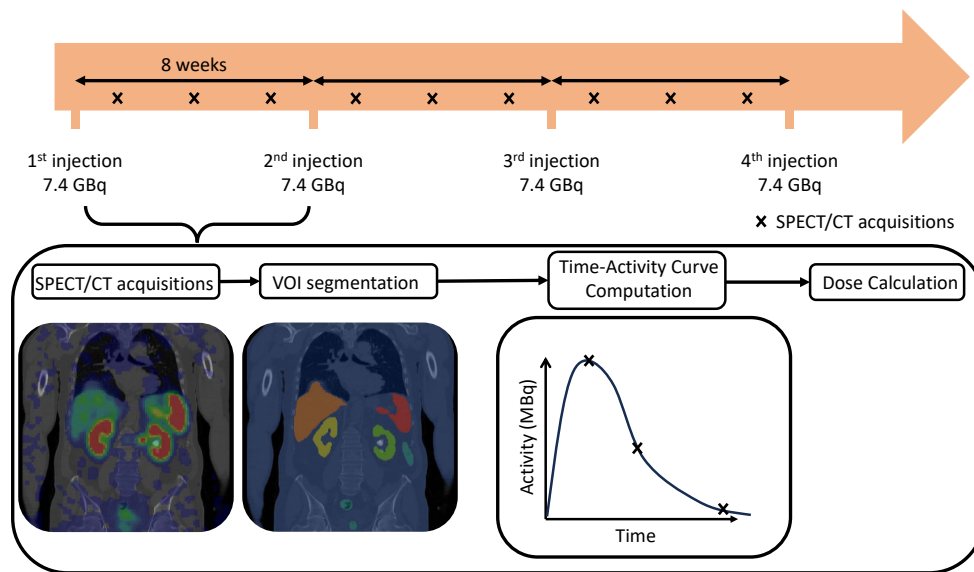 8 weeks
1st injection
7.4 GBq
2nd injection
7.4 GBq
3rd injection
7.4 GBq
4th injection
7.4 GBq
SPECT/CT acquisitions
SPECT/CT acquisitions
VOI segmentation
Time-Activity Curve
Computation
Dose Calculation
Activity (MBq)
Time